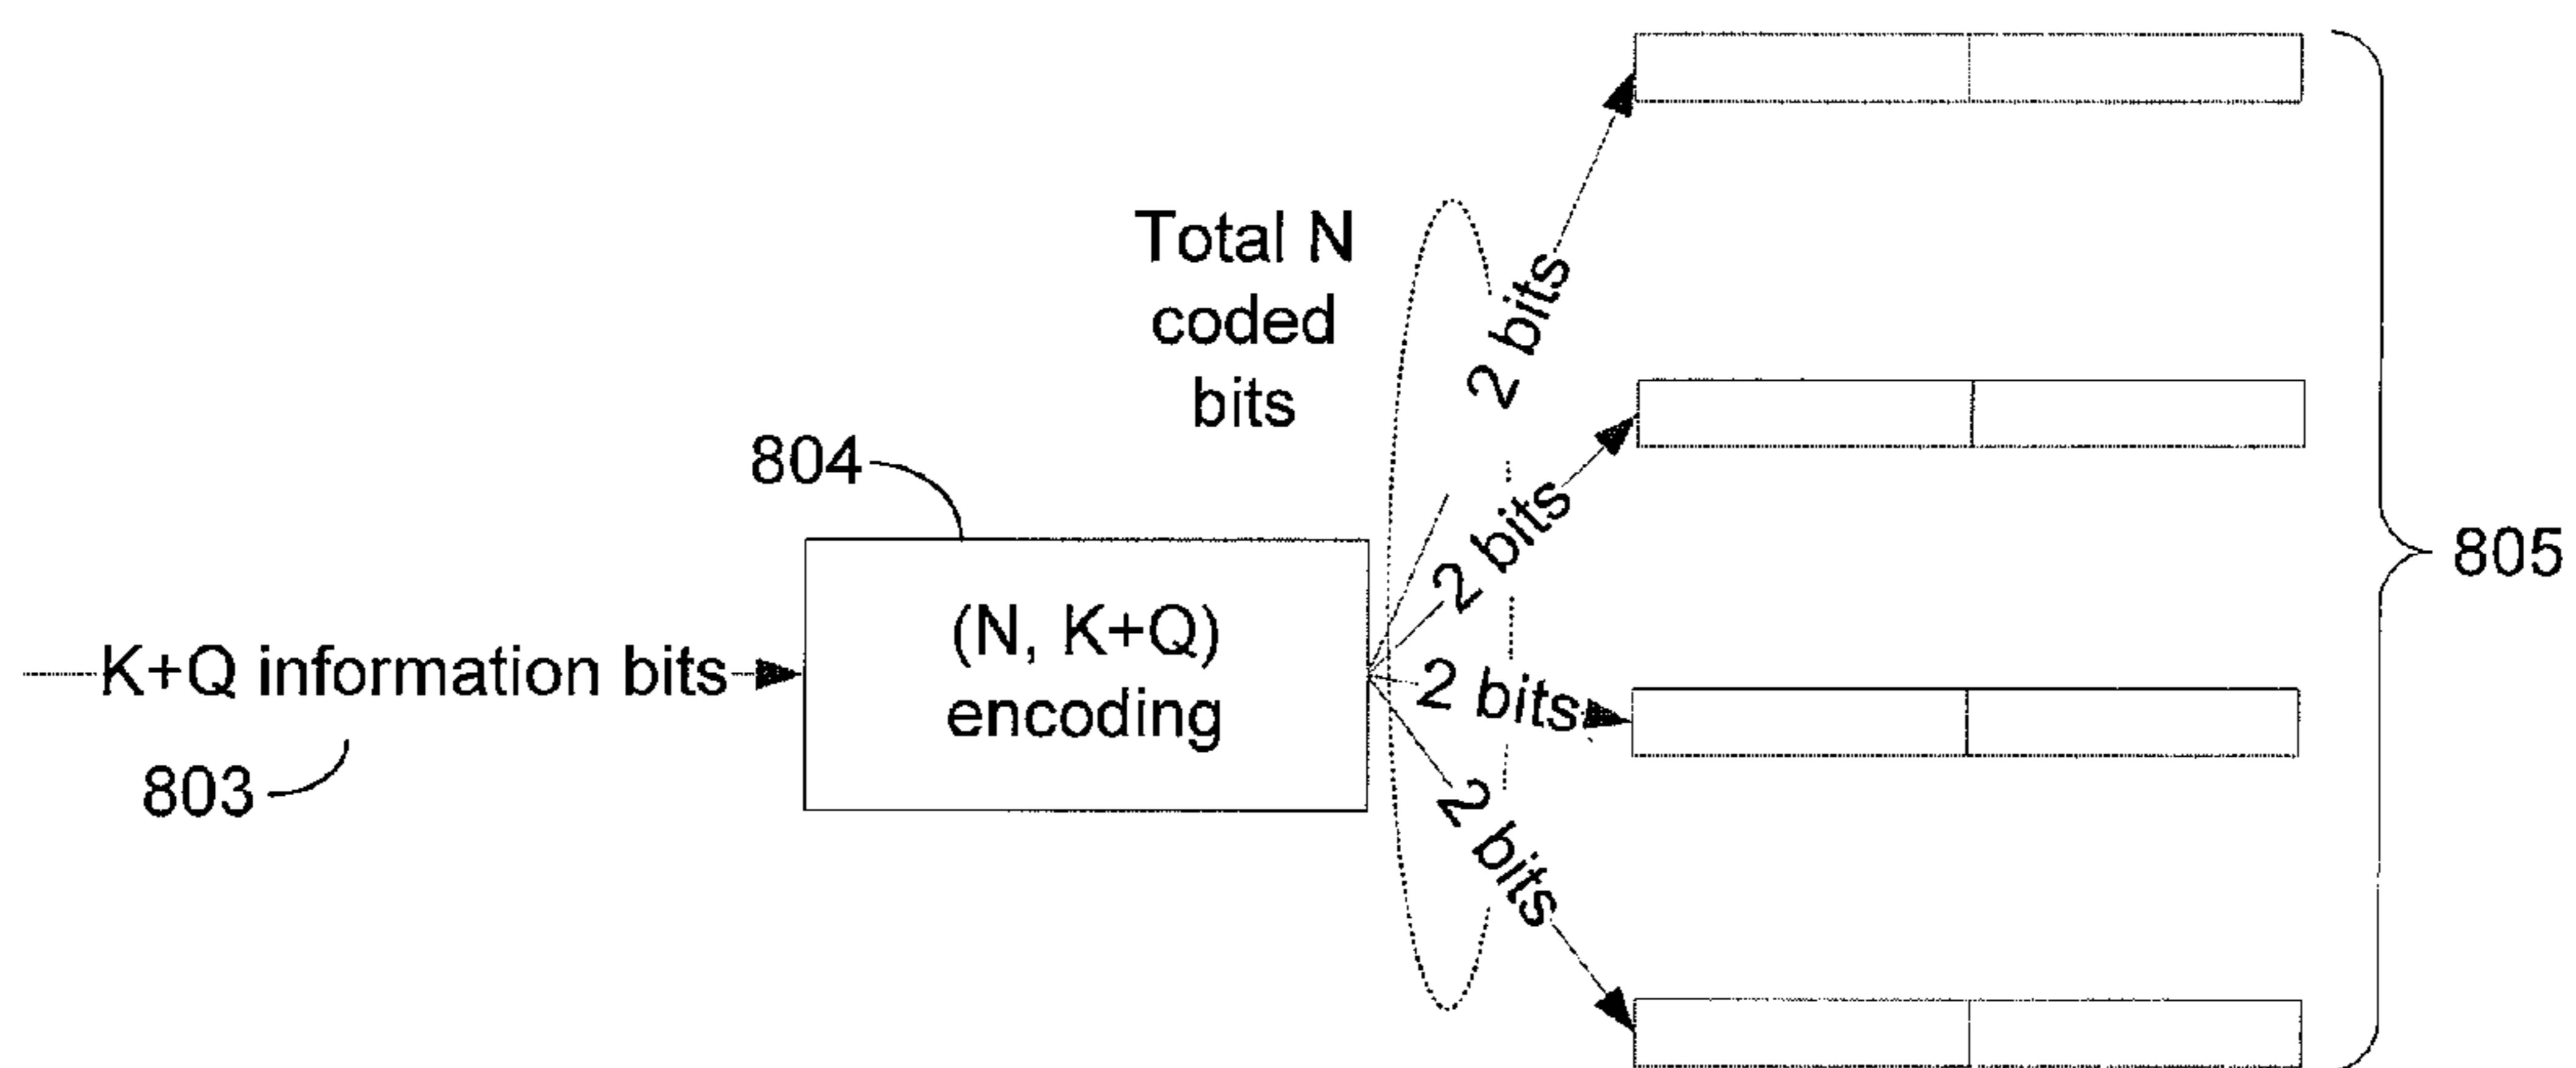 Total N
coded
bits
2 bits
2 bits
2 bits
2 bits
804
(N, K+Q)
encoding
K+Q information bits
803
805